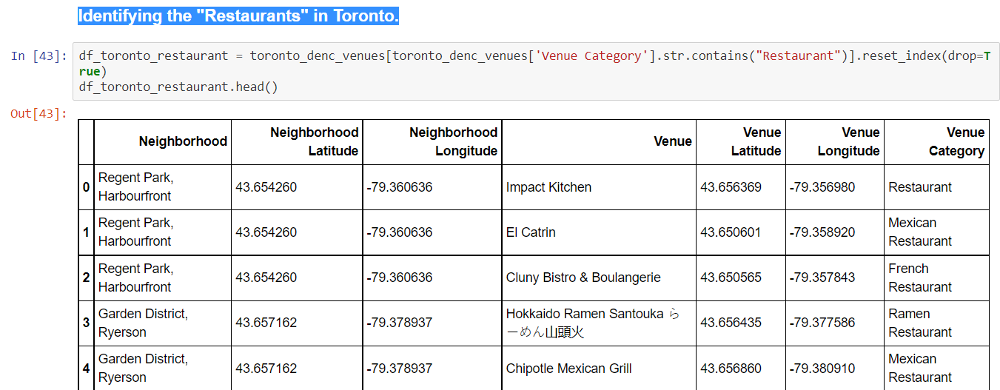 Identifying the "Restaurants" in Toronto.
In [43]: df_toronto_restaurant = toronto_denc_venues[toronto_denc_venues['Venue Category'].str.contains("Restaurant")].reset_index(drop=T
rue)
df_toronto_restaurant.head()
Out[43]:
Neighborhood Neighborhood Latitude Neighborhood Longitude Venue Venue Latitude Venue Longitude Venue Category
0 Regent Park, Harbourfront 43.654260 -79.360636 Impact Kitchen 43.656369 -79.356980 Restaurant
1 Regent Park, Harbourfront 43.654260 -79.360636 El Catrin 43.650601 -79.358920 Mexican Restaurant
2 Regent Park, Harbourfront 43.654260 -79.360636 Cluny Bistro & Boulangerie 43.650565 -79.357843 French Restaurant
3 Garden District, Ryerson 43.657162 -79.378937 Hokkaido Ramen Santouka らーめん山頭火 43.656435 -79.377586 Ramen Restaurant
4 Garden District, Ryerson 43.657162 -79.378937 Chipotle Mexican Grill 43.656860 -79.380910 Mexican Restaurant